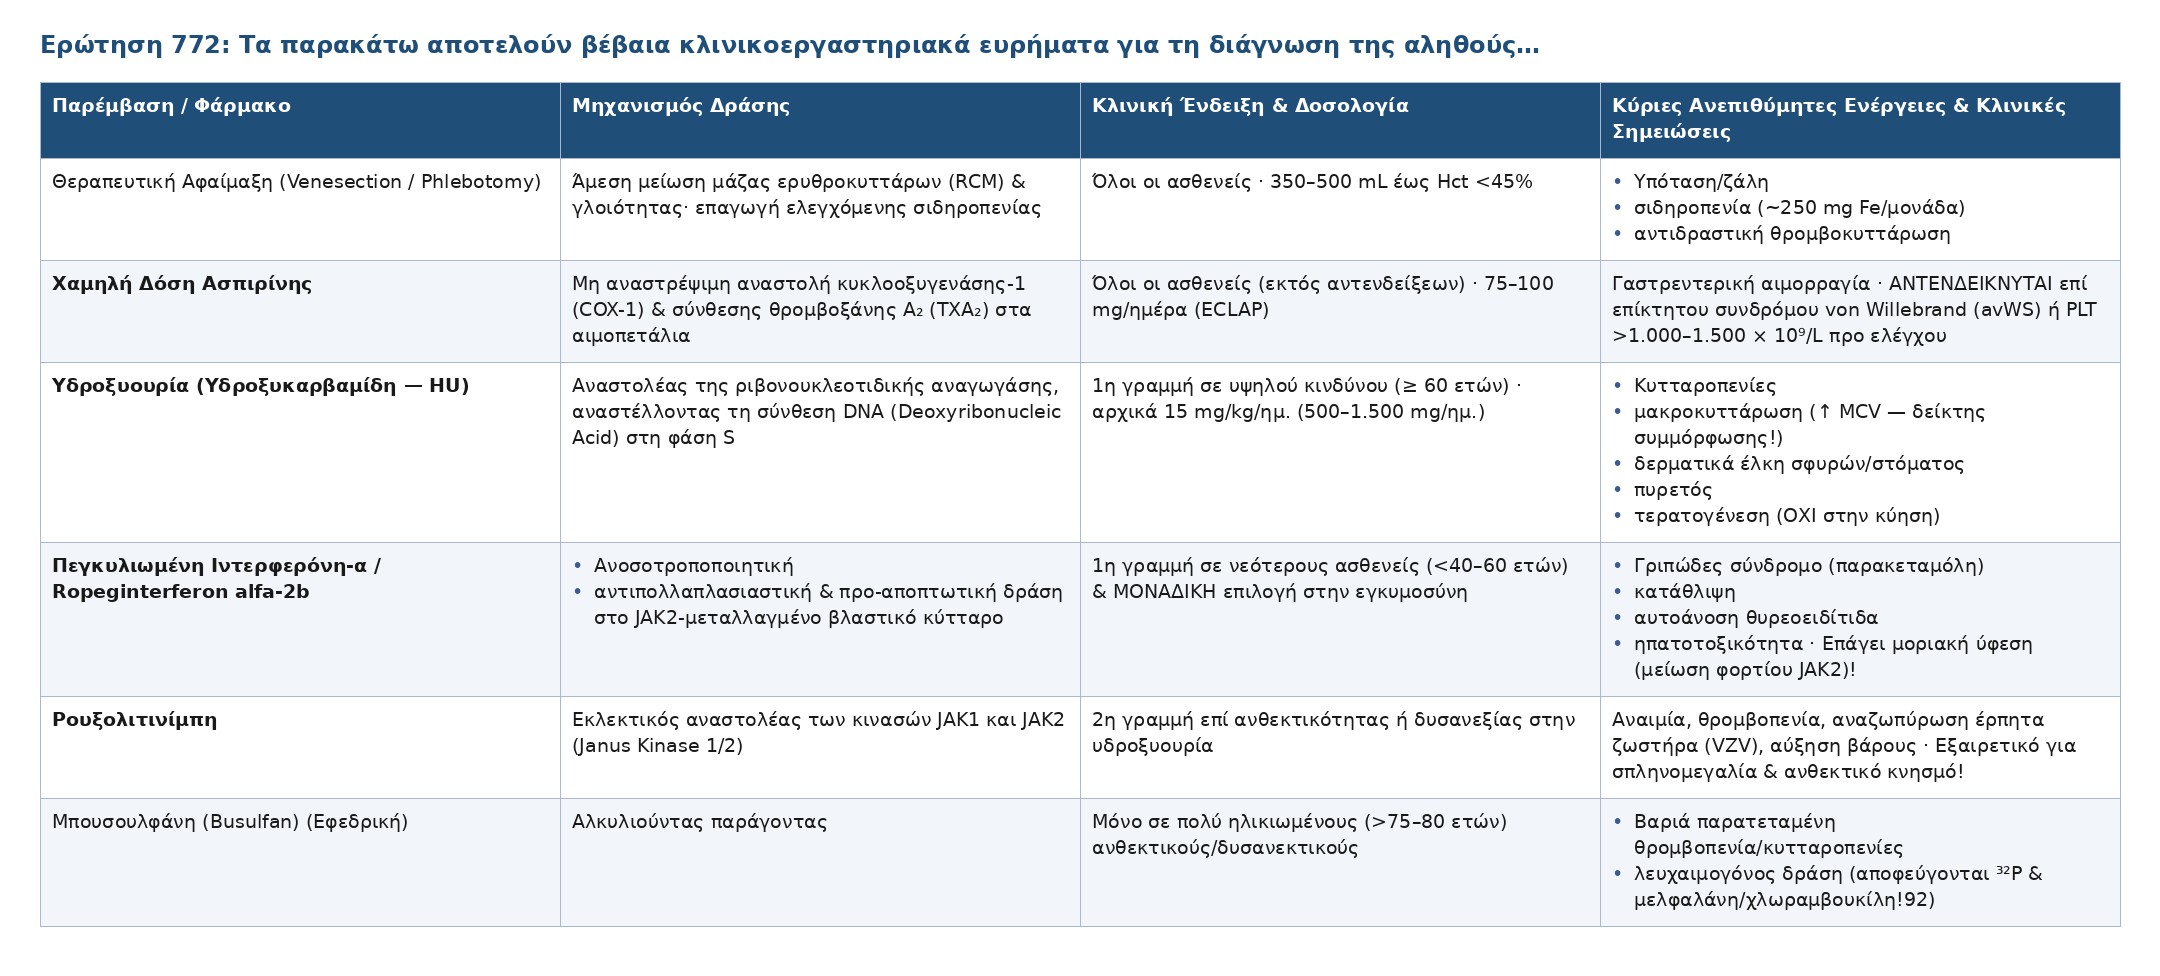 Ερώτηση 772: Τα παρακάτω αποτελούν βέβαια κλινικοεργαστηριακά ευρήματα για τη διάγνωση της αληθούς…
Παρέμβαση / Φάρμακο
Μηχανισμός Δράσης
Κλινική Ένδειξη & Δοσολογία
Κύριες Ανεπιθύμητες Ενέργειες & Κλινικές
Σημειώσεις
Θεραπευτική Αφαίμαξη (Venesection / Phlebotomy)
Άμεση μείωση μάζας ερυθροκυττάρων (RCM) &
γλοιότητας· επαγωγή ελεγχόμενης σιδηροπενίας
Όλοι οι ασθενείς · 350–500 mL έως Hct <45%
• Υπόταση/ζάλη
• σιδηροπενία (~250 mg Fe/μονάδα)
• αντιδραστική θρομβοκυττάρωση
Χαμηλή Δόση Ασπιρίνης
Μη αναστρέψιμη αναστολή κυκλοοξυγενάσης-1
(COX-1) & σύνθεσης θρομβοξάνης A₂ (TXA₂) στα
αιμοπετάλια
Όλοι οι ασθενείς (εκτός αντενδείξεων) · 75–100
mg/ημέρα (ECLAP)
Γαστρεντερική αιμορραγία · ΑΝΤΕΝΔΕΙΚΝΥΤΑΙ επί
επίκτητου συνδρόμου von Willebrand (avWS) ή PLT
>1.000–1.500 × 10⁹/L προ ελέγχου
Υδροξυουρία (Υδροξυκαρβαμίδη — HU)
Αναστολέας της ριβονουκλεοτιδικής αναγωγάσης,
αναστέλλοντας τη σύνθεση DNA (Deoxyribonucleic
Acid) στη φάση S
1η γραμμή σε υψηλού κινδύνου (≥ 60 ετών) ·
αρχικά 15 mg/kg/ημ. (500–1.500 mg/ημ.)
• Κυτταροπενίες
• μακροκυττάρωση (↑ MCV — δείκτης
συμμόρφωσης!)
• δερματικά έλκη σφυρών/στόματος
• πυρετός
• τερατογένεση (ΟΧΙ στην κύηση)
Πεγκυλιωμένη Ιντερφερόνη-α /
Ropeginterferon alfa-2b
• Ανοσοτροποποιητική
• αντιπολλαπλασιαστική & προ-αποπτωτική δράση
στο JAK2-μεταλλαγμένο βλαστικό κύτταρο
1η γραμμή σε νεότερους ασθενείς (<40–60 ετών)
& ΜΟΝΑΔΙΚΗ επιλογή στην εγκυμοσύνη
• Γριπώδες σύνδρομο (παρακεταμόλη)
• κατάθλιψη
• αυτοάνοση θυρεοειδίτιδα
• ηπατοτοξικότητα · Επάγει μοριακή ύφεση
(μείωση φορτίου JAK2)!
Ρουξολιτινίμπη
Εκλεκτικός αναστολέας των κινασών JAK1 και JAK2
(Janus Kinase 1/2)
2η γραμμή επί ανθεκτικότητας ή δυσανεξίας στην
υδροξυουρία
Αναιμία, θρομβοπενία, αναζωπύρωση έρπητα
ζωστήρα (VZV), αύξηση βάρους · Εξαιρετικό για
σπληνομεγαλία & ανθεκτικό κνησμό!
Μπουσουλφάνη (Busulfan) (Εφεδρική)
Αλκυλιούντας παράγοντας
Μόνο σε πολύ ηλικιωμένους (>75–80 ετών)
ανθεκτικούς/δυσανεκτικούς
• Βαριά παρατεταμένη
θρομβοπενία/κυτταροπενίες
• λευχαιμογόνος δράση (αποφεύγονται ³²P &
μελφαλάνη/χλωραμβουκίλη!92)